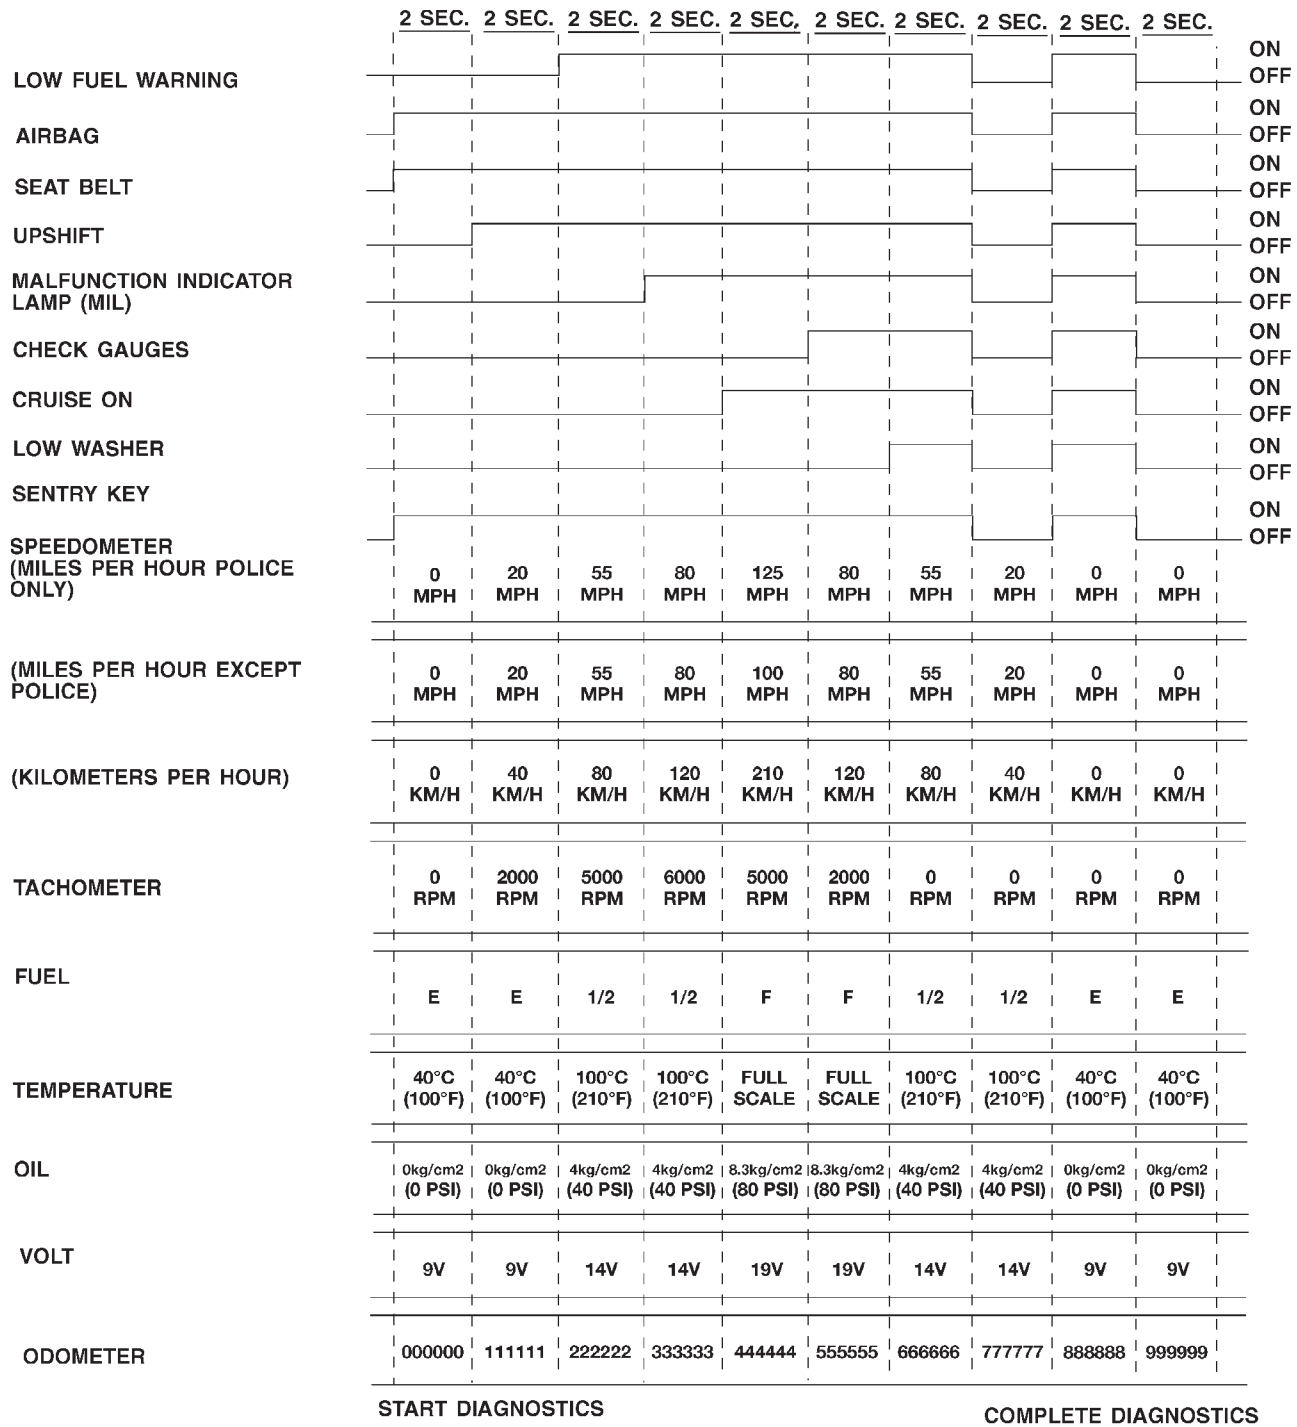 2 SEC. 2 SEC. 2 SEC. 2 SEC. 2 SEC. 2 SEC. 2 SEC. 2 SEC. 2 SEC. 2 SEC.
LOW FUEL WARNING
ON
OFF
AIRBAG
ON
OFF
SEAT BELT
ON
OFF
UPSHIFT
ON
OFF
MALFUNCTION INDICATOR
LAMP (MIL)
ON
OFF
CHECK GAUGES
ON
OFF
CRUISE ON
ON
OFF
LOW WASHER
ON
OFF
SENTRY KEY
ON
OFF
SPEEDOMETER
(MILES PER HOUR POLICE
ONLY)
0 20 55 80 125 80 55 20 0 0
MPH MPH MPH MPH MPH MPH MPH MPH MPH MPH
(MILES PER HOUR EXCEPT
POLICE)
0 20 55 80 100 80 55 20 0 0
MPH MPH MPH MPH MPH MPH MPH MPH MPH MPH
(KILOMETERS PER HOUR)
0 40 80 120 210 120 80 40 0 0
KM/H KM/H KM/H KM/H KM/H KM/H KM/H KM/H KM/H KM/H
TACHOMETER
0 2000 5000 6000 5000 2000 0 0 0 0
RPM RPM RPM RPM RPM RPM RPM RPM RPM RPM
FUEL
E E 1/2 1/2 F F 1/2 1/2 E E
TEMPERATURE
40°C 40°C 100°C 100°C FULL FULL 100°C 100°C 40°C 40°C
(100°F) (100°F) (210°F) (210°F) SCALE SCALE (210°F) (210°F) (100°F) (100°F)
OIL
0kg/cm2 0kg/cm2 4kg/cm2 4kg/cm2 8.3kg/cm2 8.3kg/cm2 4kg/cm2 4kg/cm2 0kg/cm2 0kg/cm2
(0 PSI) (0 PSI) (40 PSI) (40 PSI) (80 PSI) (80 PSI) (40 PSI) (40 PSI) (0 PSI) (0 PSI)
VOLT
9V 9V 14V 14V 19V 19V 14V 14V 9V 9V
ODOMETER
000000 111111 222222 333333 444444 555555 666666 777777 888888 999999
START DIAGNOSTICS
COMPLETE DIAGNOSTICS